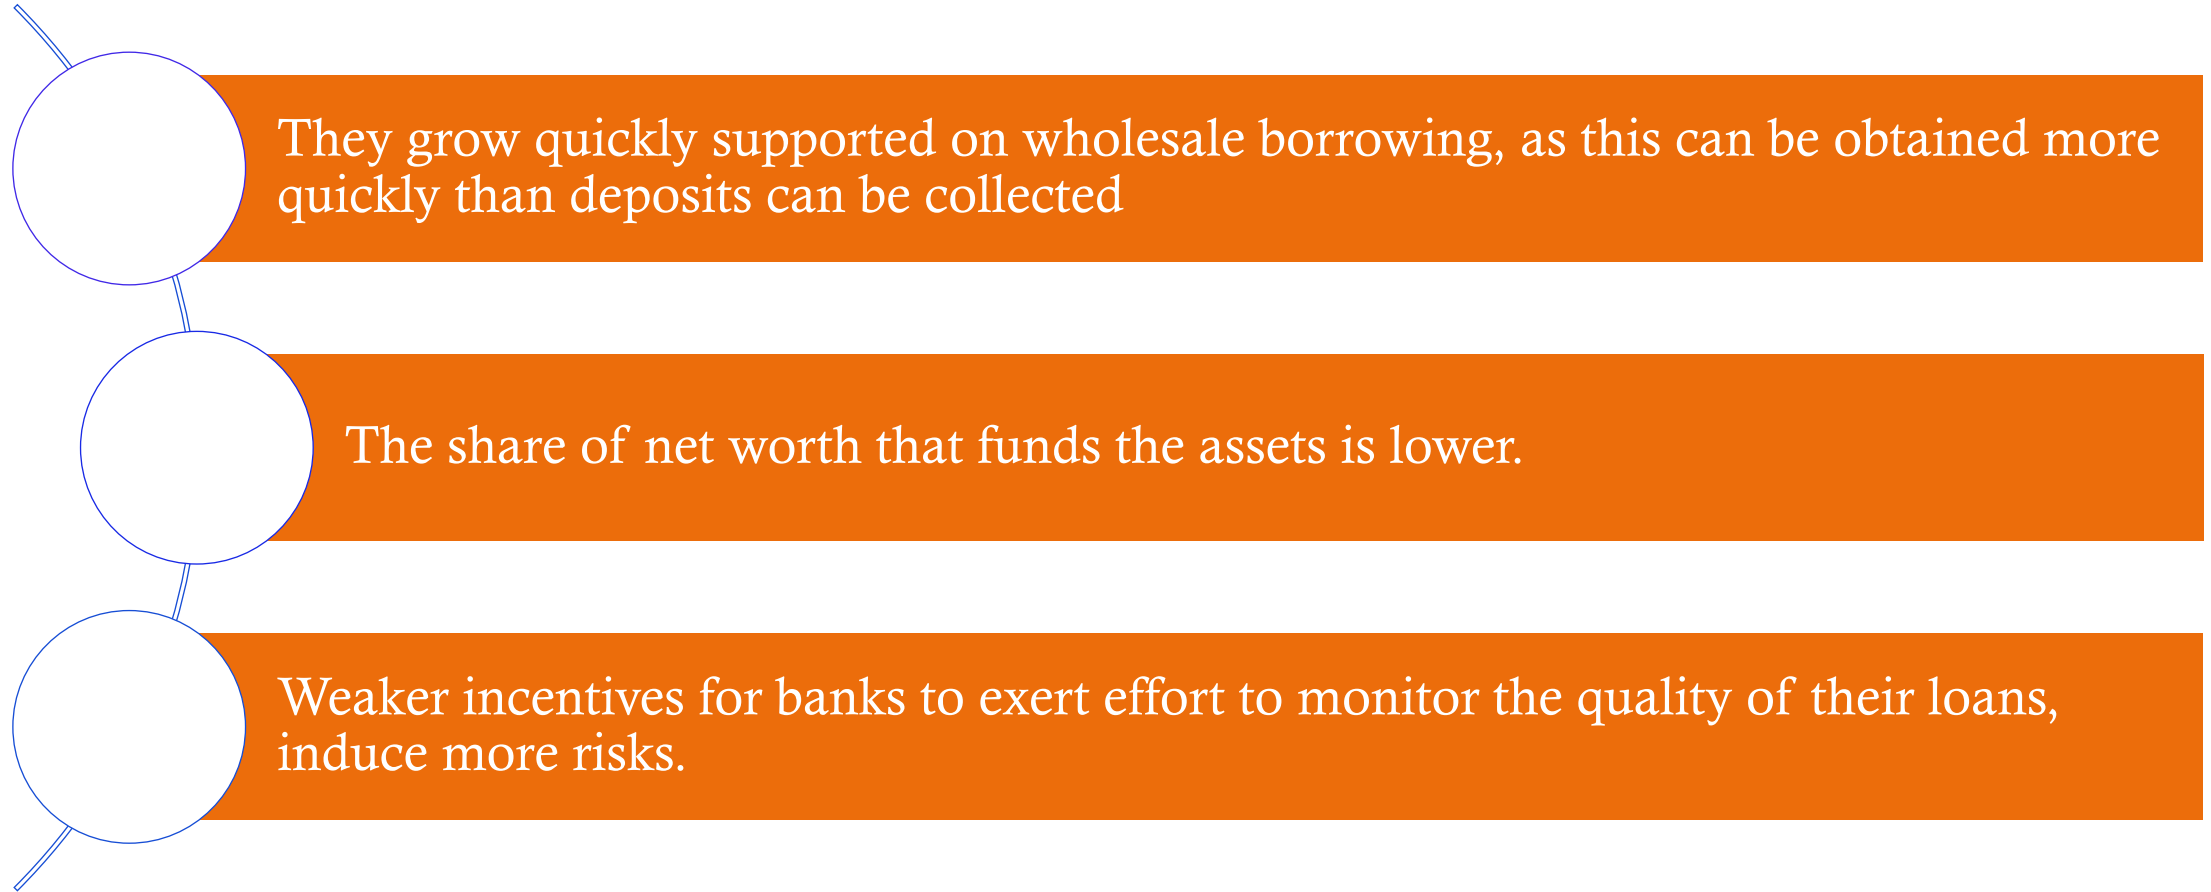 They grow quickly supported on wholesale borrowing, as this can be obtained more
quickly than deposits can be collected
The share of net worth that funds the assets is lower.
Weaker incentives for banks to exert effort to monitor the quality of their loans,
induce more risks.